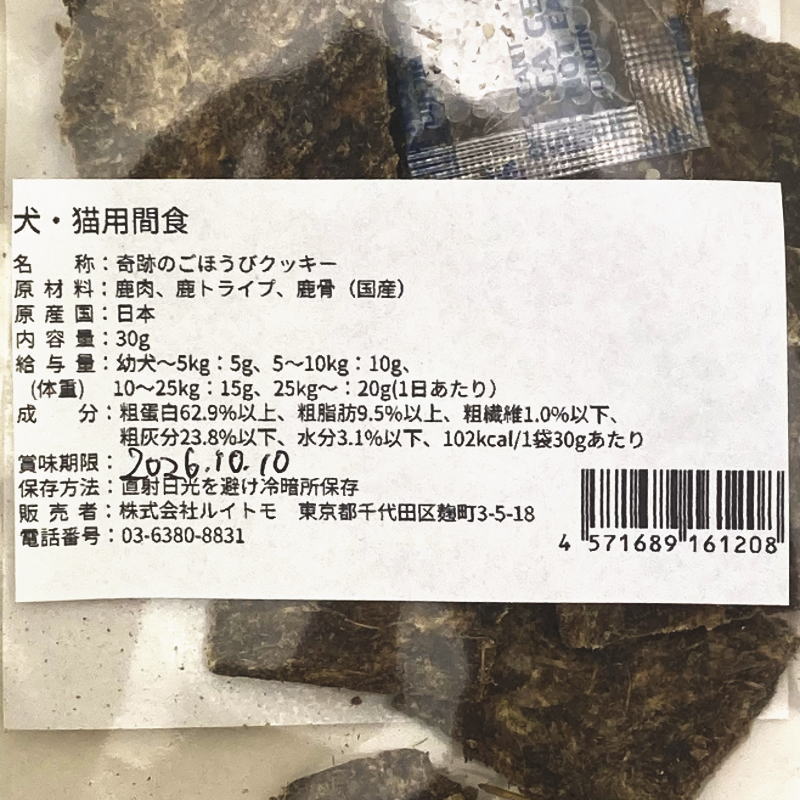 犬・猫用間食
名　　称：奇跡のごほうびクッキー
原 材 料：鹿肉、鹿トライプ、鹿骨（国産）
原 産 国：日本
内 容 量：30g
給 与 量：幼犬〜5kg：5g、5〜10kg：10g、
(体重)　10〜25kg：15g、25kg〜：20g(1日あたり）
成　　分：粗蛋白62.9%以上、粗脂肪9.5%以上、粗繊維1.0%以下、
粗灰分23.8%以下、水分3.1%以下、102kcal/1袋30gあたり
賞味期限：2026.10.10
保存方法：直射日光を避け冷暗所保存
販 売 者：株式会社ルイトモ　東京都千代田区麹町3-5-18
電話番号：03-6380-8831
4 571689 161208